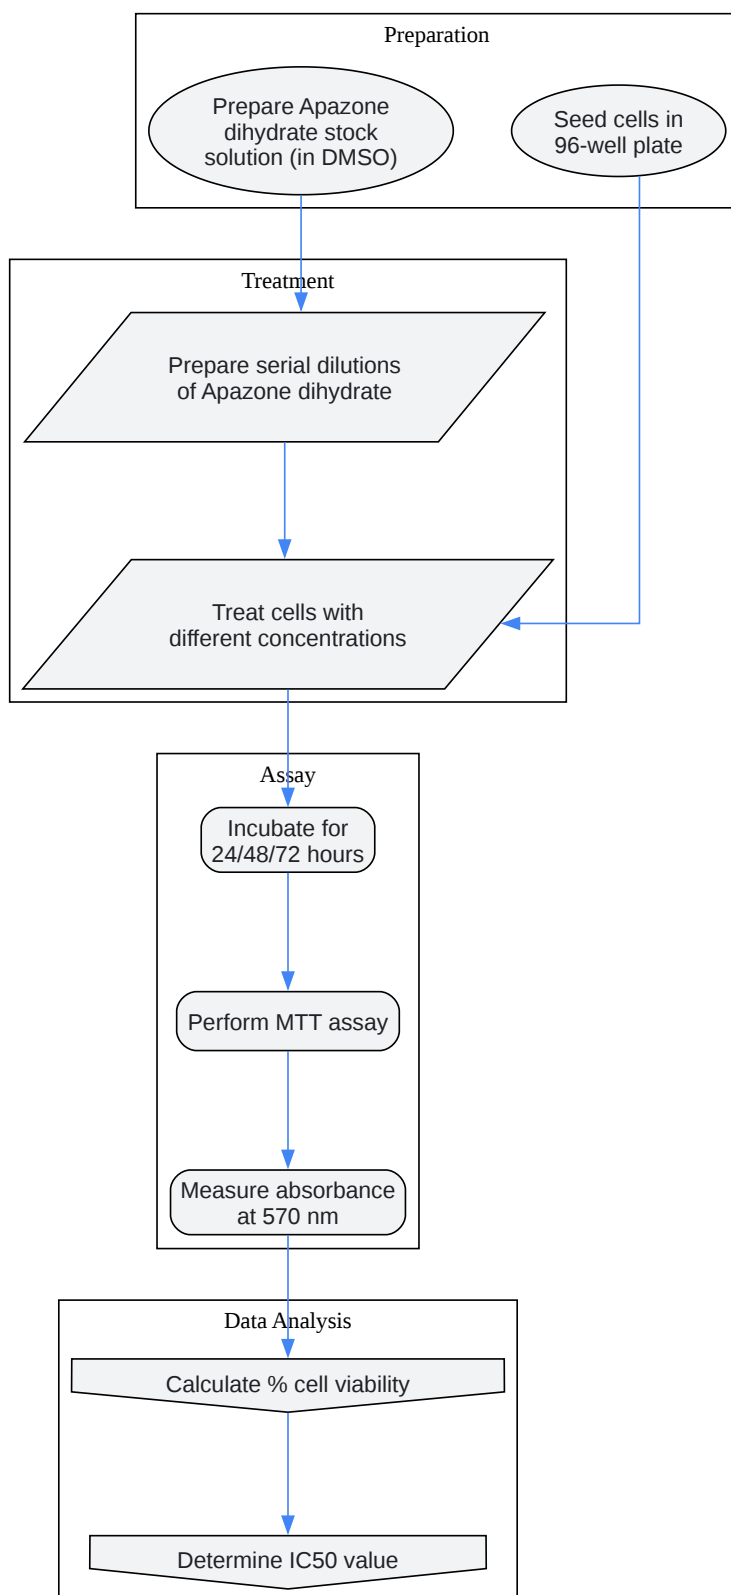 Preparation
Prepare Apazone
dihydrate stock
solution (in DMSO)
Seed cells in
96-well plate
Treatment
Prepare serial dilutions
of Apazone dihydrate
Treat cells with
different concentrations
Assay
Incubate for
24/48/72 hours
Perform MTT assay
Measure absorbance
at 570 nm
Data Analysis
Calculate % cell viability
Determine IC50 value